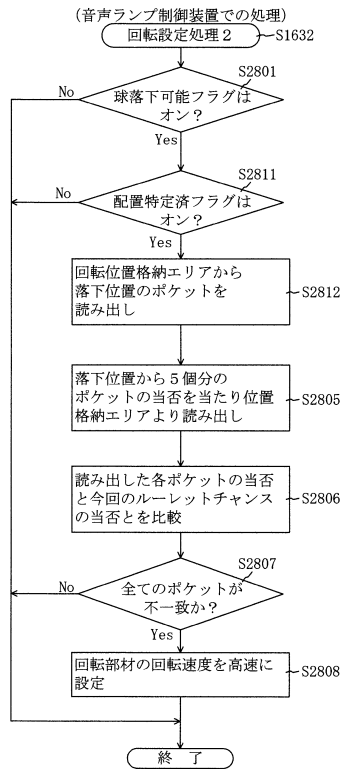 (音声ランプ制御装置での処理)
回転設定処理2
S1632
S2801
No
球落下可能フラグは
オン?
Yes
S2811
No
配置特定済フラグは
オン?
Yes
回転位置格納エリアから
落下位置のポケットを
読み出し
S2812
落下位置から5個分の
ポケットの当否を当たり位置
格納エリアより読み出し
S2805
読み出した各ポケットの当否
と今回のルーレットチャンス
の当否とを比較
S2806
S2807
No
全てのポケットが
不一致か?
Yes
回転部材の回転速度を高速に
設定
S2808
終 了